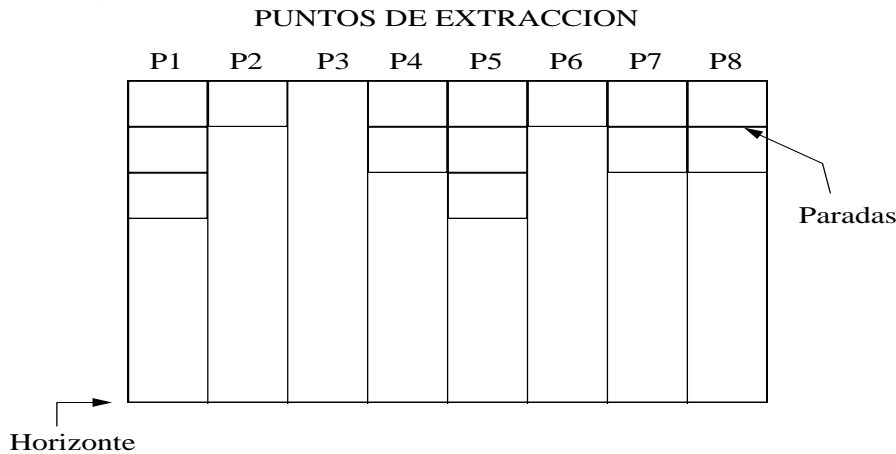 PUNTOS DE EXTRACCION
P1 P2 P3 P4 P5 P6 P7 P8
Paradas
Horizonte